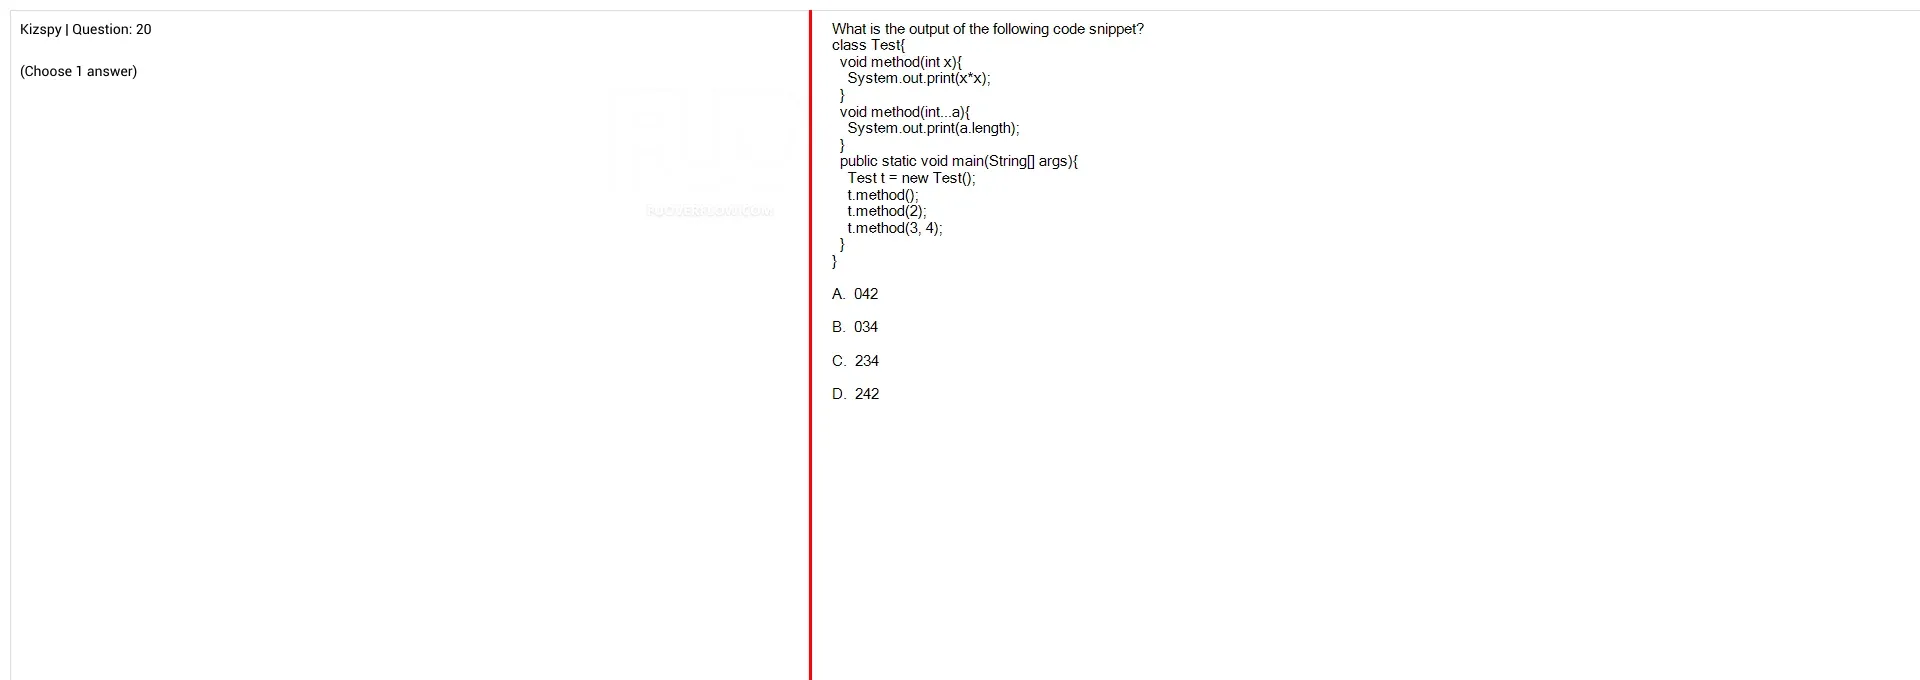 Kizspy | Question: 20
(Choose 1 answer)
FUOVERFLOW.COM
What is the output of the following code snippet?
class Test{
void method(int x){
System.out.print(x*x);
}
void method(int...a){
System.out.print(a.length);
}
public static void main(String[] args){
Test t = new Test();
t.method();
t.method(2);
t.method(3, 4);
}
}
A. 042
B. 034
C. 234
D. 242